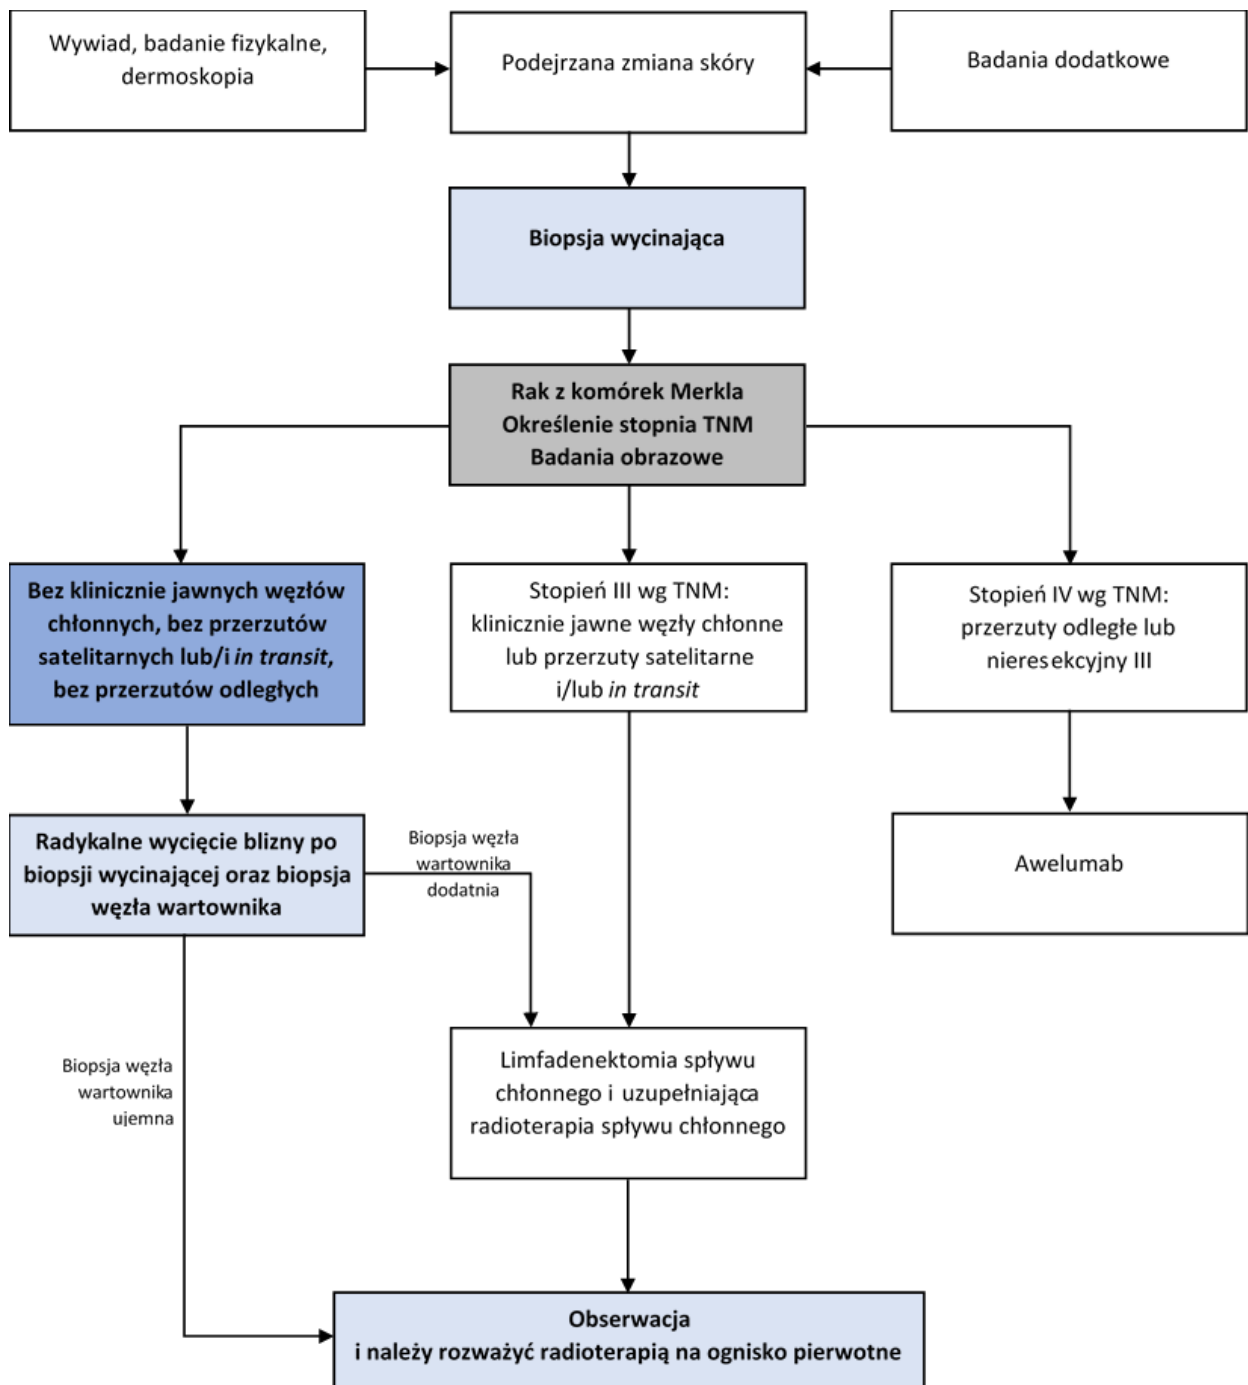 Wywiad, badanie fizykalne,
dermoskopia
Podejrzana zmiana skóry
Badania dodatkowe
Biopsja wycinająca
Rak z komórek Merkla
Określenie stopnia TNM
Badania obrazowe
Bez klinicznie jawnych węzłów
chłonnych, bez przerzutów
satelitarnych lub/i in transit,
bez przerzutów odległych
Stopień III wg TNM:
klinicznie jawne węzły chłonne
lub przerzuty satelitarne
i/lub in transit
Stopień IV wg TNM:
przerzuty odległe lub
nieresekcyjny III
Radykalne wycięcie blizny po
biopsji wycinającej oraz biopsja
węzła wartownika
Biopsja węzła
wartownika
dodatnia
Awelumab
Biopsja węzła
wartownika
ujemna
Limfadenektomia spływu
chłonnego i uzupełniająca
radioterapia spływu chłonnego
Obserwacja
i należy rozważyć radioterapią na ognisko pierwotne